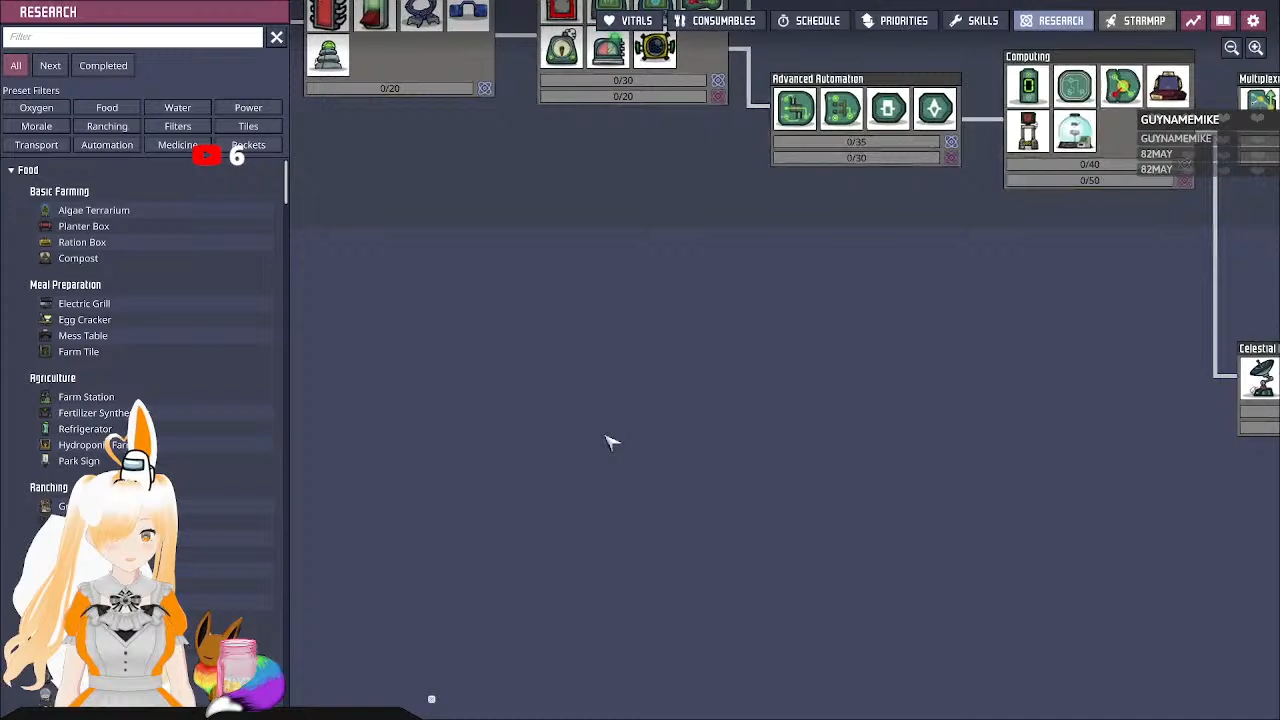 RESEARCH
VITALS
CONSUMABLES
SCHEDULE
PRIORITIES
SKILLS
RESEARCH
STARMAP
Filter
All
Next
Completed
Preset Filters
Oxygen
Food
Water
Power
Morale
Ranching
Filters
Tiles
Transport
Automation
Medicine
ockets
6
Food
Basic Farming
Algae Terrarium
Planter Box
Ration Box
Compost
Meal Preparation
Electric Grill
Egg Cracker
Mess Table
Farm Tile
Agriculture
Farm Station
Fertilizer Synthe
Refrigerator
Hydroponi Far
Park Sign
Ranching
0/20
0/30
0/20
Advanced Automation
0/35
0/30
Computing
0/40
0/50
Multiplex
GUYNAMEMIKE
GUYNAMEMIKE
82MAY
82MAY
Celestial